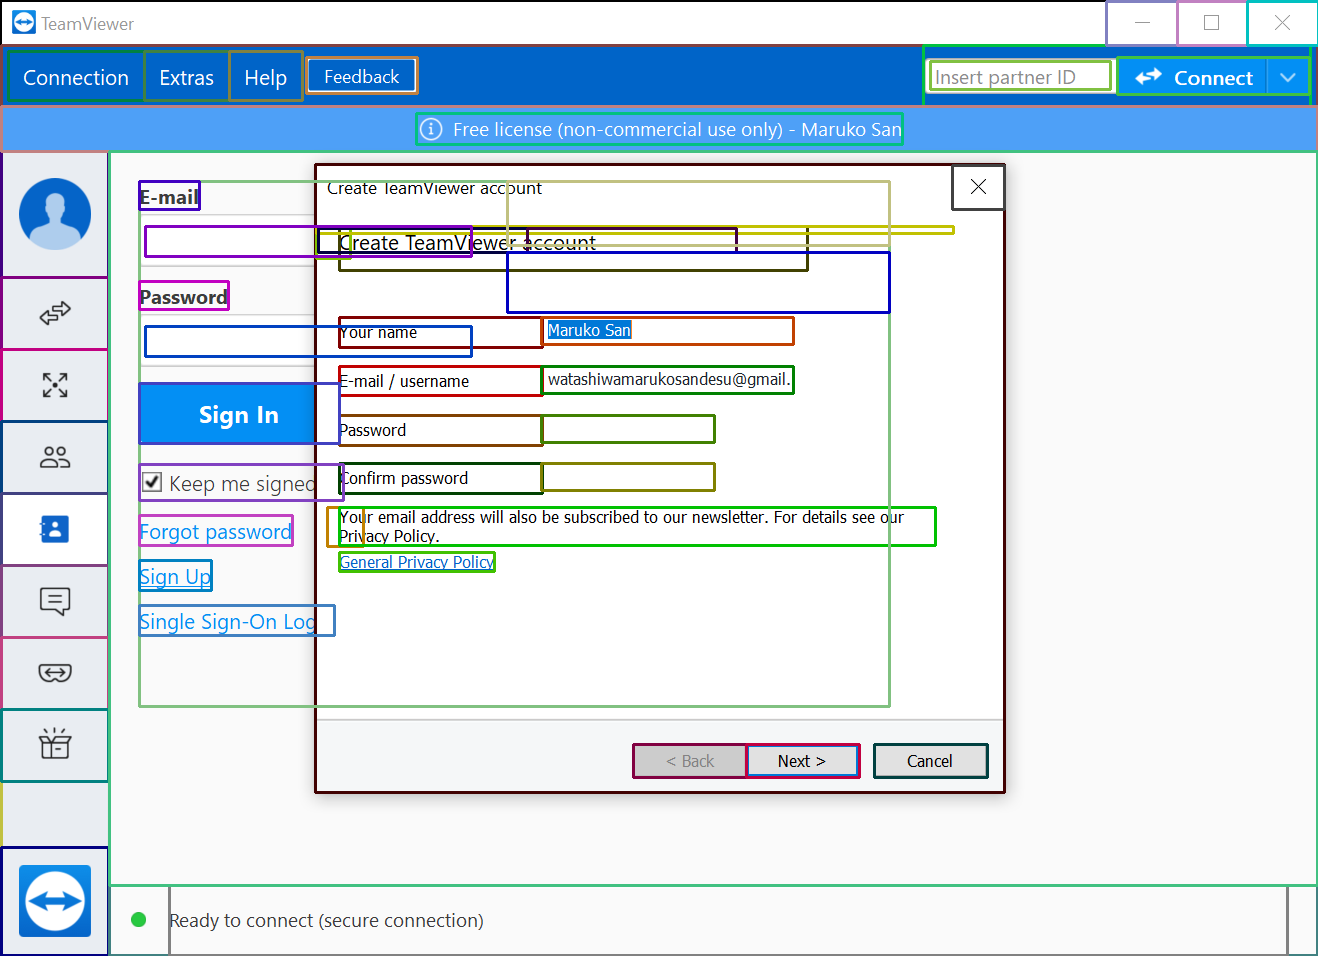 TeamViewer
Connection
Extras
Help
Feedback
Insert partner ID
Connect
Free license (non-commercial use only) - Maruko San
E-mail
Password
Sign In
Keep me signed
Forgot password
Sign Up
Single Sign-On Log
Create TeamViewer account
Create TeamViewer account
Your name
Maruko San
E-mail / username
watashiwamarukosandesu@gmail.
Password
Confirm password
Your email address will also be subscribed to our newsletter. For details see our
Privacy Policy.
General Privacy Policy
< Back
Next >
Cancel
Ready to connect (secure connection)